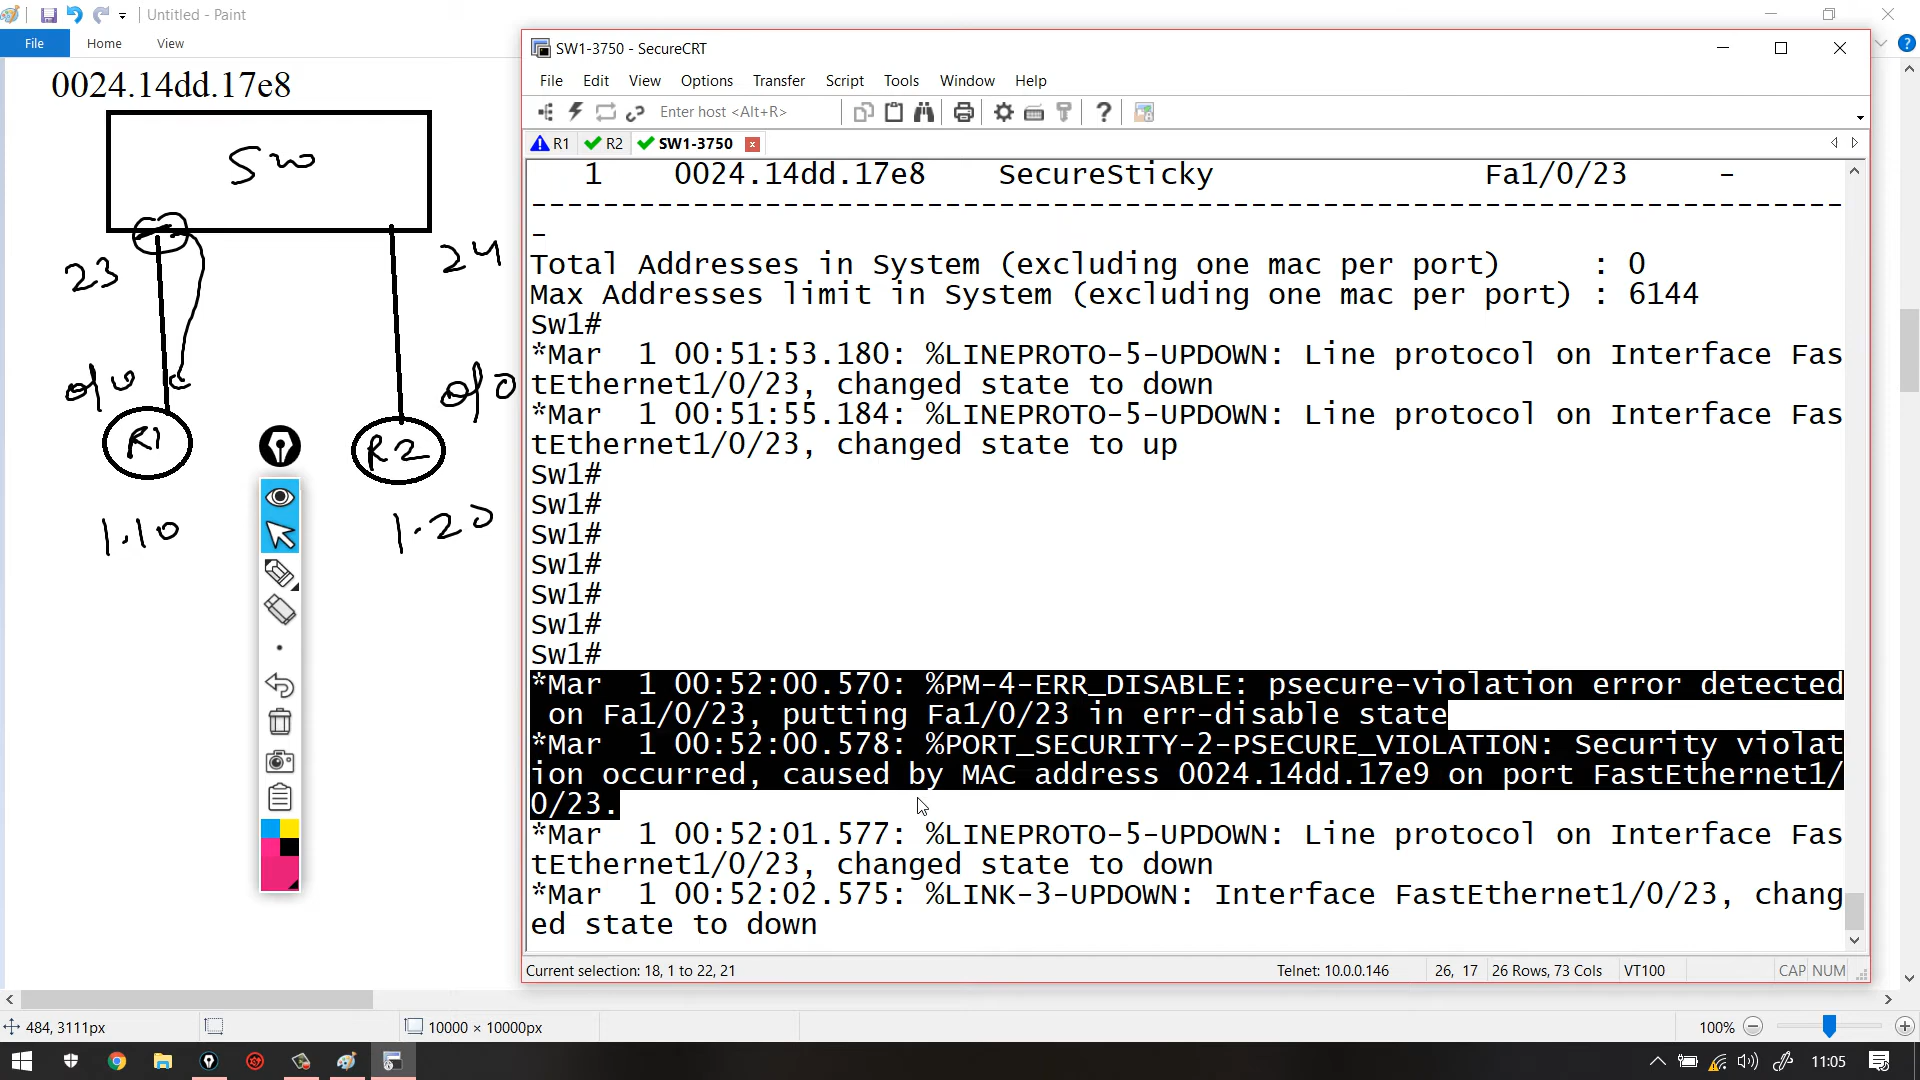 Untitled - Paint
File Home View
0024.14dd.17e8
Sw
23
24
0/0
0/0
R1
R2
1.10
1.20
SW1-3750 - SecureCRT
File Edit View Options Transfer Script Tools Window Help
Enter host <Alt+R>
R1 R2 SW1-3750
1 0024.14dd.17e8 SecureSticky Fa1/0/23 -
-------------------------------------------------------------------------
-
Total Addresses in System (excluding one mac per port) : 0
Max Addresses limit in System (excluding one mac per port) : 6144
Sw1#
*Mar 1 00:51:53.180: %LINEPROTO-5-UPDOWN: Line protocol on Interface Fas
tEthernet1/0/23, changed state to down
*Mar 1 00:51:55.184: %LINEPROTO-5-UPDOWN: Line protocol on Interface Fas
tEthernet1/0/23, changed state to up
Sw1#
Sw1#
Sw1#
Sw1#
Sw1#
Sw1#
Sw1#
*Mar 1 00:52:00.570: %PM-4-ERR_DISABLE: psecure-violation error detected
on Fa1/0/23, putting Fa1/0/23 in err-disable state
*Mar 1 00:52:00.578: %PORT_SECURITY-2-PSECURE_VIOLATION: Security violat
ion occurred, caused by MAC address 0024.14dd.17e9 on port FastEthernet1/
0/23.
*Mar 1 00:52:01.577: %LINEPROTO-5-UPDOWN: Line protocol on Interface Fas
tEthernet1/0/23, changed state to down
*Mar 1 00:52:02.575: %LINK-3-UPDOWN: Interface FastEthernet1/0/23, chang
ed state to down
Current selection: 18, 1 to 22, 21 Telnet: 10.0.0.146 26, 17 26 Rows, 73 Cols VT100 CAP NUM
484, 3111px 10000 × 10000px 100%
11:05